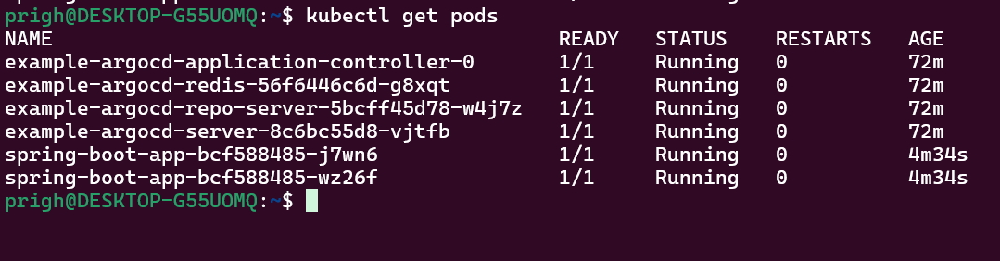 prigh@DESKTOP-G55UOMQ:~$ kubectl get pods
NAME READY STATUS RESTARTS AGE
example-argocd-application-controller-0 1/1 Running 0 72m
example-argocd-redis-56f6446c6d-g8xqt 1/1 Running 0 72m
example-argocd-repo-server-5bcff45d78-w4j7z 1/1 Running 0 72m
example-argocd-server-8c6bc55d8-vjtfb 1/1 Running 0 72m
spring-boot-app-bcf588485-j7wn6 1/1 Running 0 4m34s
spring-boot-app-bcf588485-wz26f 1/1 Running 0 4m34s
prigh@DESKTOP-G55UOMQ:~$